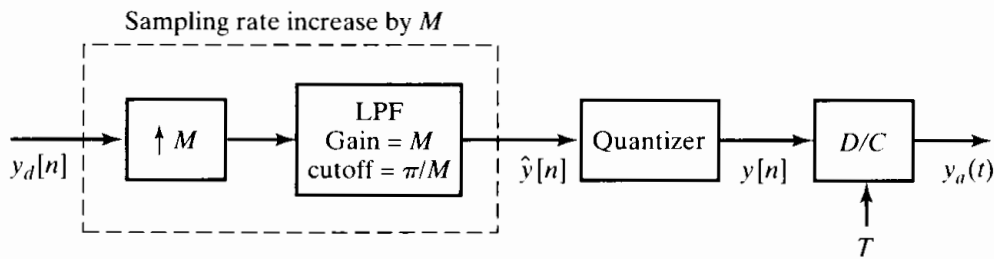 Sampling rate increase by M
↑ M
LPF
Gain = M
cutoff = π/M
Quantizer
D/C
y_d[n]
ŷ[n]
y[n]
y_a(t)
T